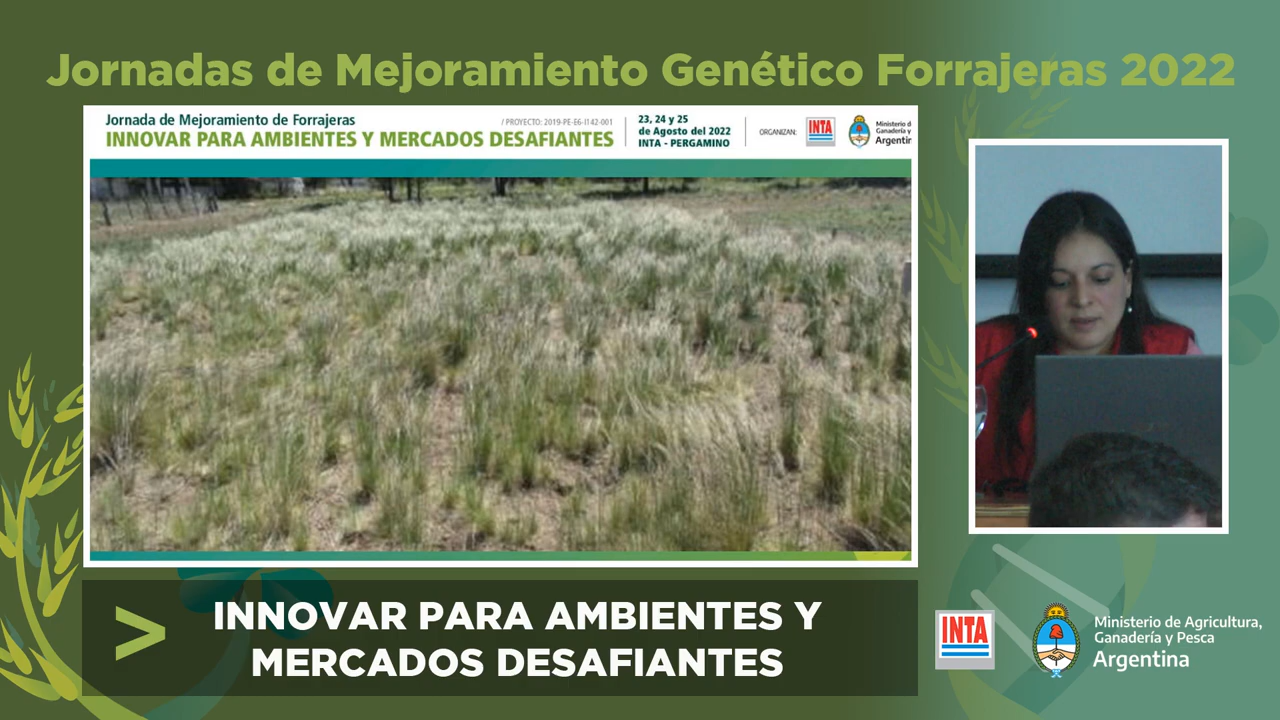 Jornadas de Mejoramiento Genético Forrajeras 2022
Jornada de Mejoramiento de Forrajeras
INNOVAR PARA AMBIENTES Y MERCADOS DESAFIANTES
/ PROYECTO: 2019-PE-E6-I142-001
23, 24 y 25
de Agosto del 2022
INTA - PERGAMINO
ORGANIZAN:
INTA
Ministerio d
Ganadería y
Argentin
> INNOVAR PARA AMBIENTES Y
MERCADOS DESAFIANTES
INTA
Ministerio de Agricultura,
Ganadería y Pesca
Argentina